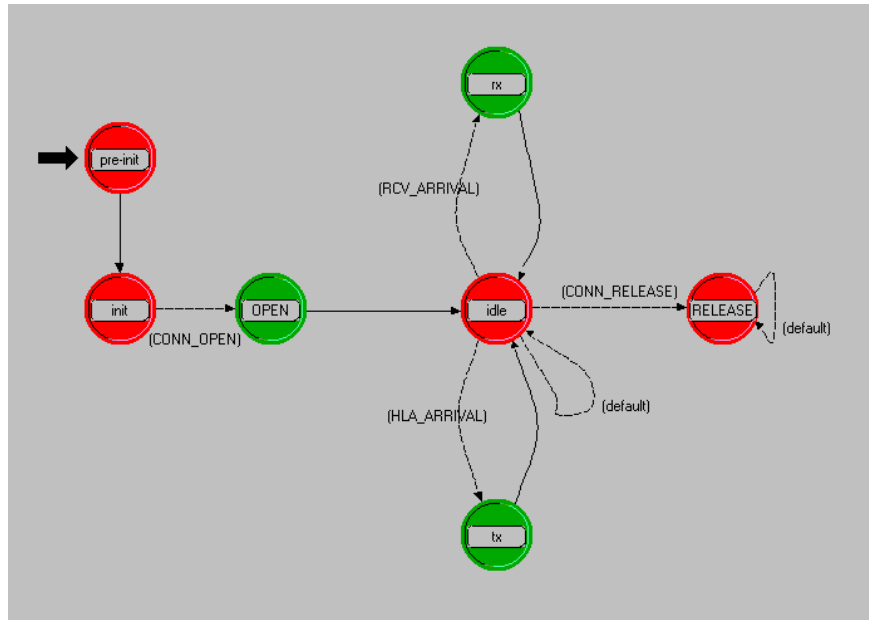 rx
pre-init
(RCV_ARRIVAL)
(CONN_RELEASE)
init
OPEN
idle
RELEASE
(default)
(CONN_OPEN)
(default)
(HLA_ARRIVAL)
tx